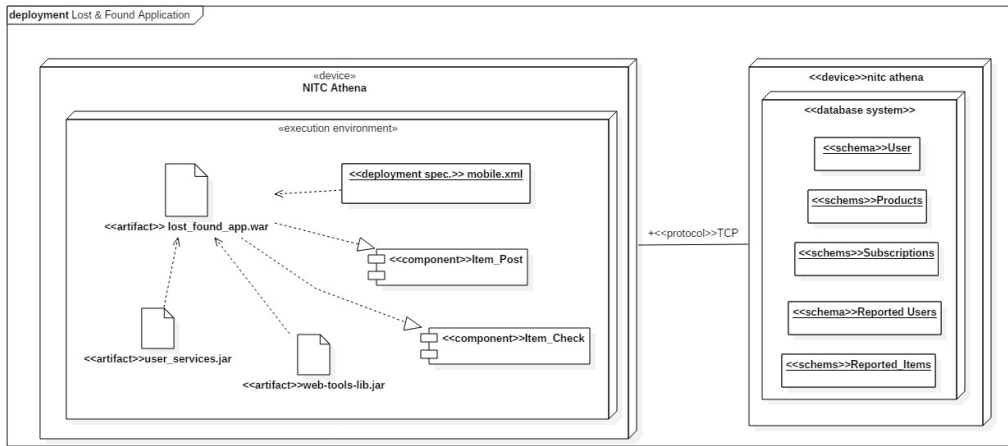 deployment Lost & Found Application
«device»
NITC Athena
«execution environment»
<<deployment spec.>> mobile.xml
<<artifact>> lost_found_app.war
<<component>>Item_Post
<<component>>Item_Check
<<artifact>>user_services.jar
<<artifact>>web-tools-lib.jar
+<<protocol>>TCP
<<device>>nitc athena
<<database system>>
<<schema>>User
<<schems>>Products
<<schems>>Subscriptions
<<schema>>Reported Users
<<schems>>Reported_Items